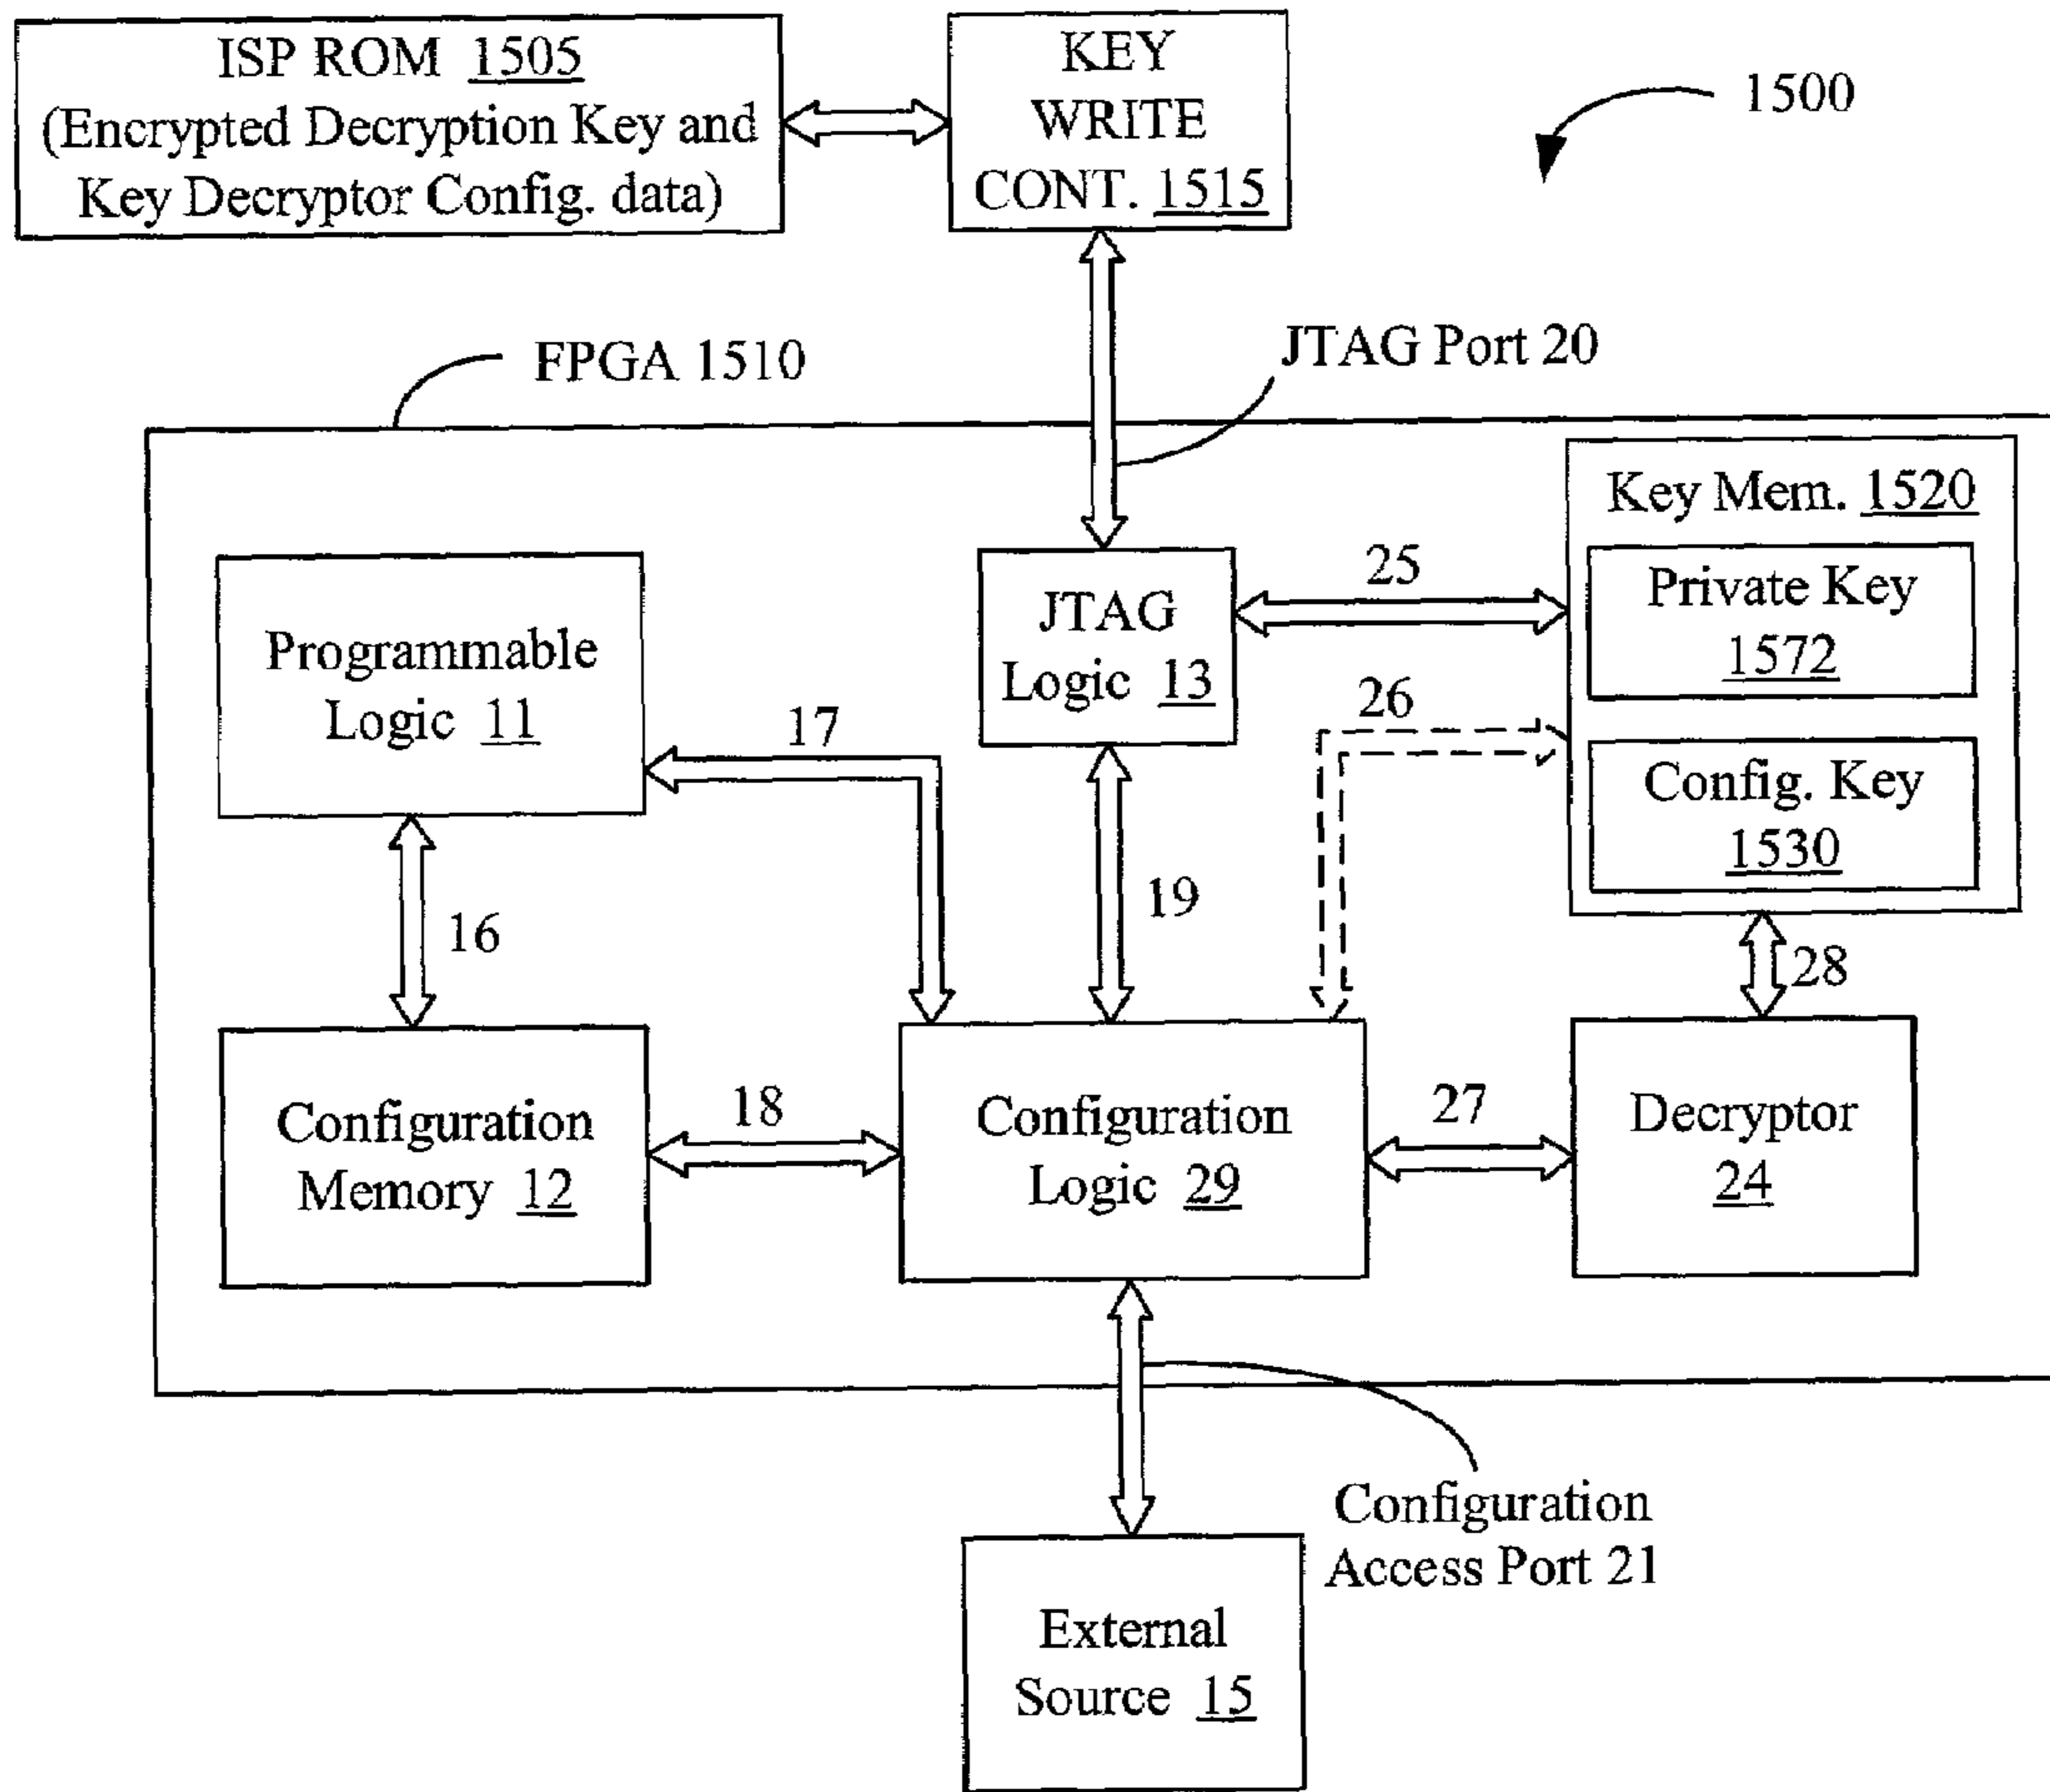 ISP ROM 1505
(Encrypted Decryption Key and
Key Decryptor Config. data)
KEY
WRITE
CONT. 1515
1500
FPGA 1510
JTAG Port 20
Key Mem. 1520
Private Key
1572
Config. Key
1530
25
JTAG
Logic 13
Programmable
Logic 11
17
26
16
19
28
Configuration
Memory 12
18
Configuration
Logic 29
27
Decryptor
24
Configuration
Access Port 21
External
Source 15